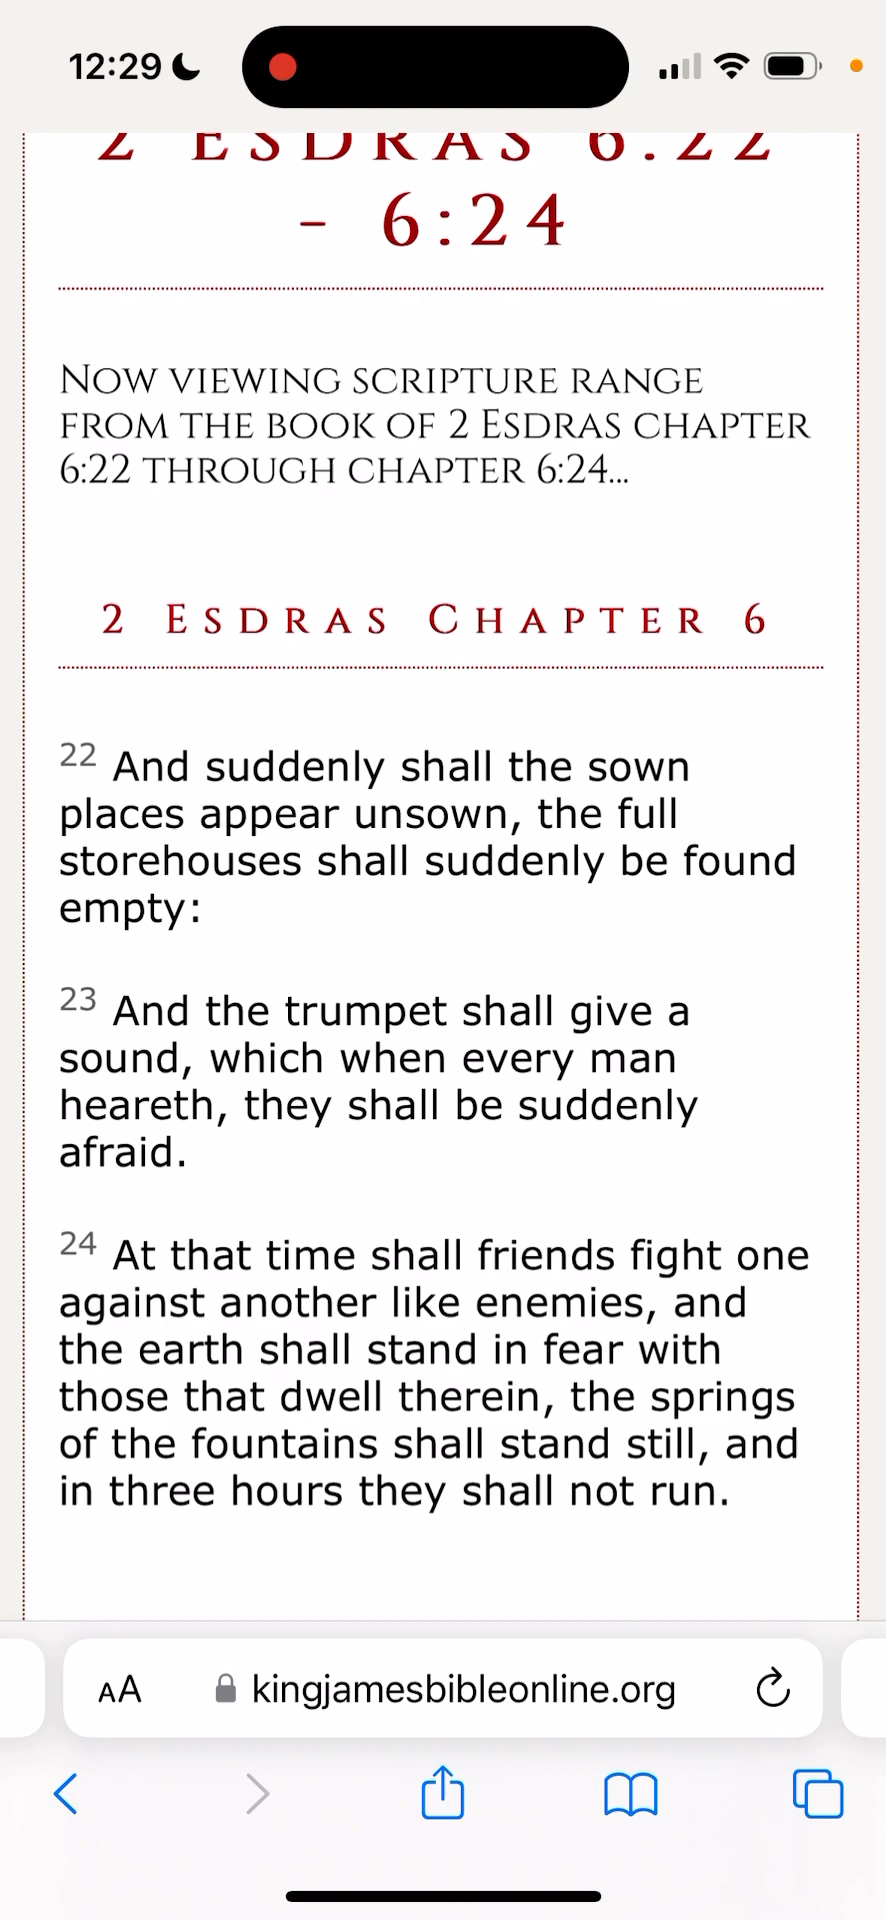 12:29
2 ESDRAS 6:22
- 6:24
NOW VIEWING SCRIPTURE RANGE
FROM THE BOOK OF 2 ESDRAS CHAPTER
6:22 THROUGH CHAPTER 6:24...
2 ESDRAS CHAPTER 6
22 And suddenly shall the sown
places appear unsown, the full
storehouses shall suddenly be found
empty:
23 And the trumpet shall give a
sound, which when every man
heareth, they shall be suddenly
afraid.
24 At that time shall friends fight one
against another like enemies, and
the earth shall stand in fear with
those that dwell therein, the springs
of the fountains shall stand still, and
in three hours they shall not run.
AA kingjamesbibleonline.org